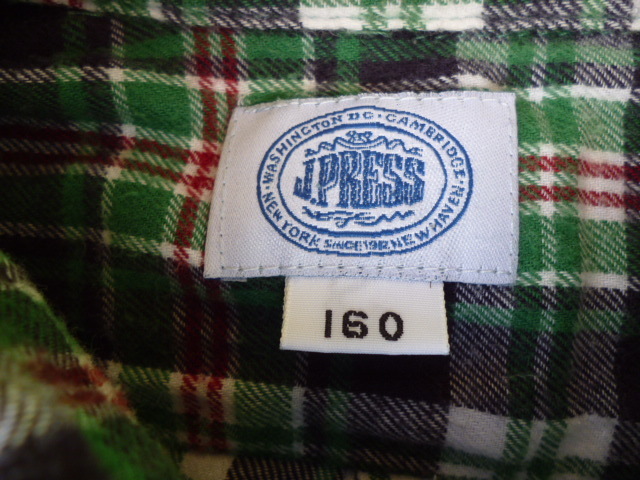 WASHINGTON DC · CAMBRIDGE ·
J.PRESS
NEW YORK SINCE 1902 NEW HAVEN ·
160